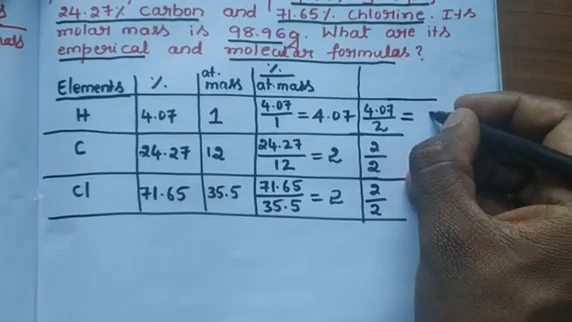 24.27% carbon and 71.65% chlorine. Its
molar mass is 98.96g. What are its
emperical and molecular formulas?
Elements % at. mass %/at.mass
H 4.07 1 4.07/1 = 4.07 4.07/2 =
C 24.27 12 24.27/12 = 2 2/2
Cl 71.65 35.5 71.65/35.5 = 2 2/2